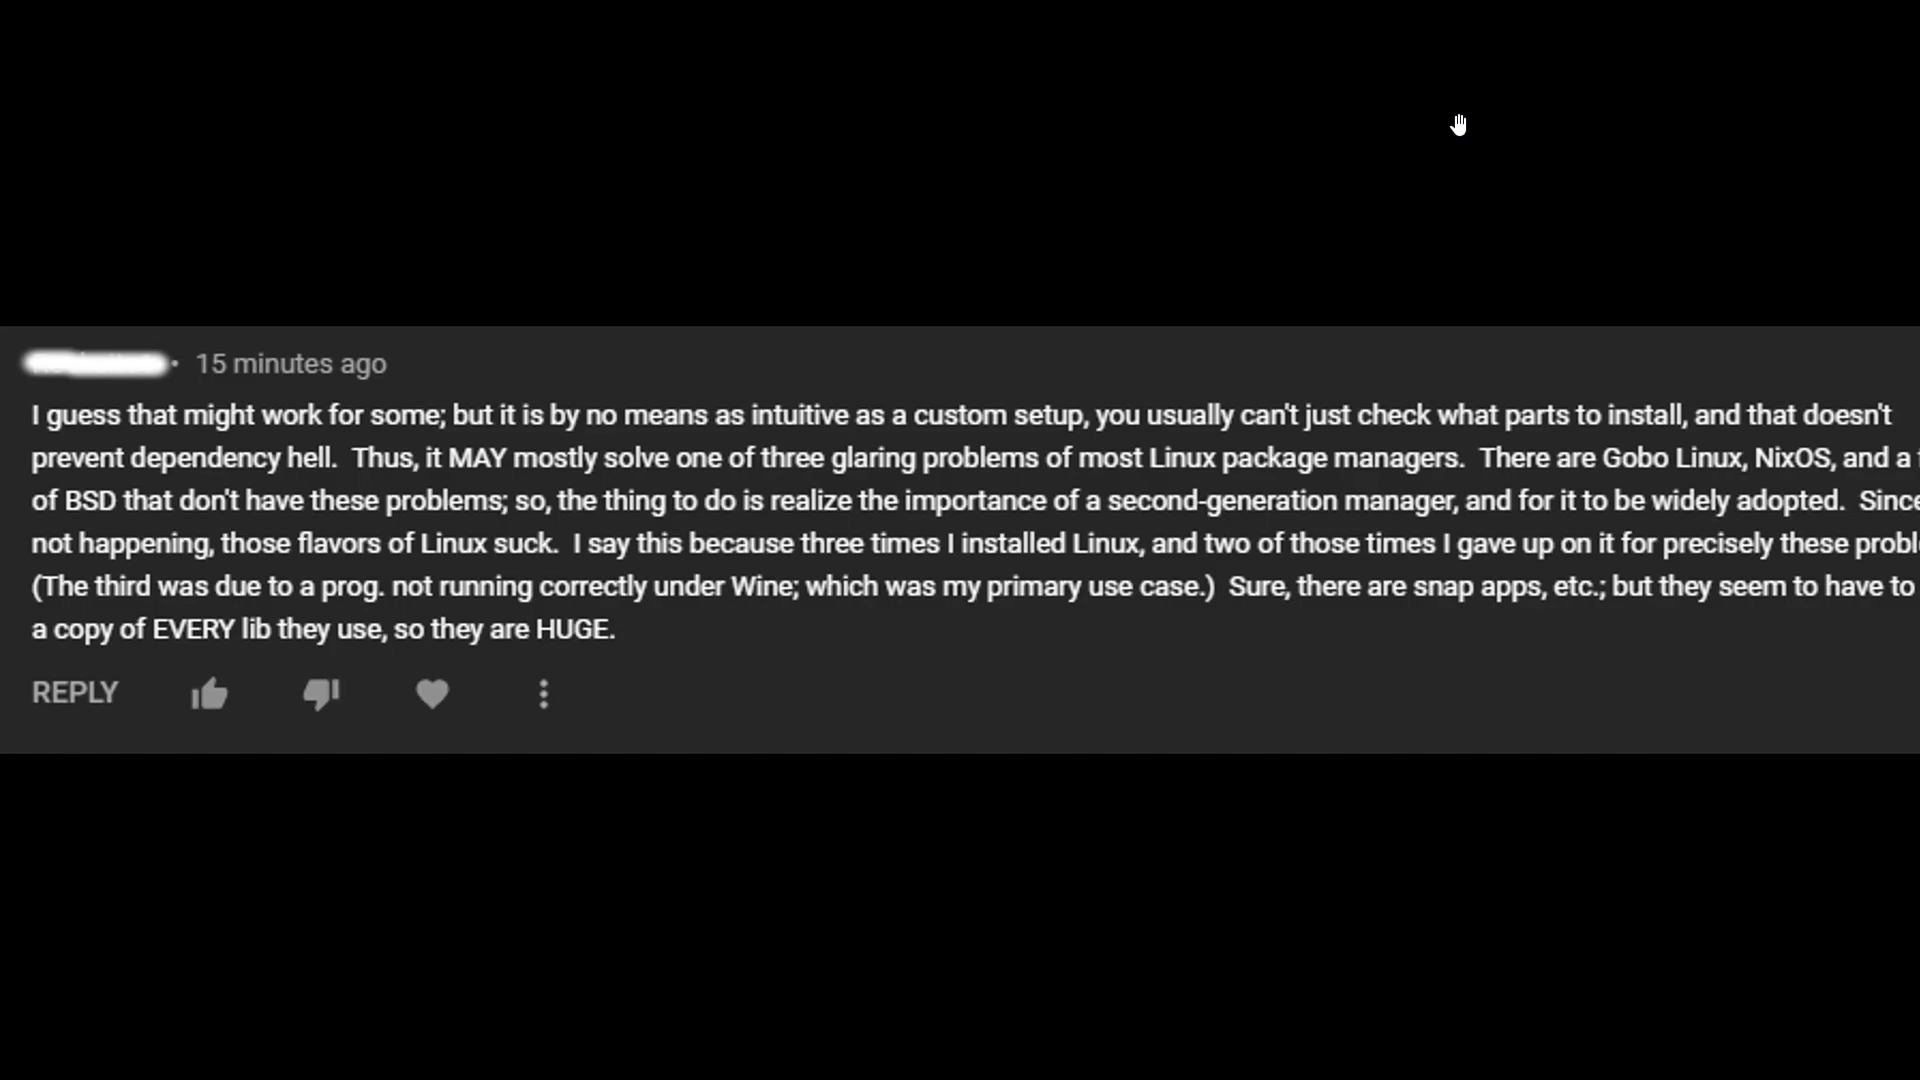 15 minutes ago
I guess that might work for some; but it is by no means as intuitive as a custom setup, you usually can't just check what parts to install, and that doesn't
prevent dependency hell.  Thus, it MAY mostly solve one of three glaring problems of most Linux package managers.  There are Gobo Linux, NixOS, and a
of BSD that don't have these problems; so, the thing to do is realize the importance of a second-generation manager, and for it to be widely adopted.  Since
not happening, those flavors of Linux suck.  I say this because three times I installed Linux, and two of those times I gave up on it for precisely these
(The third was due to a prog. not running correctly under Wine; which was my primary use case.)  Sure, there are snap apps, etc.; but they seem to have to
a copy of EVERY lib they use, so they are HUGE.
REPLY